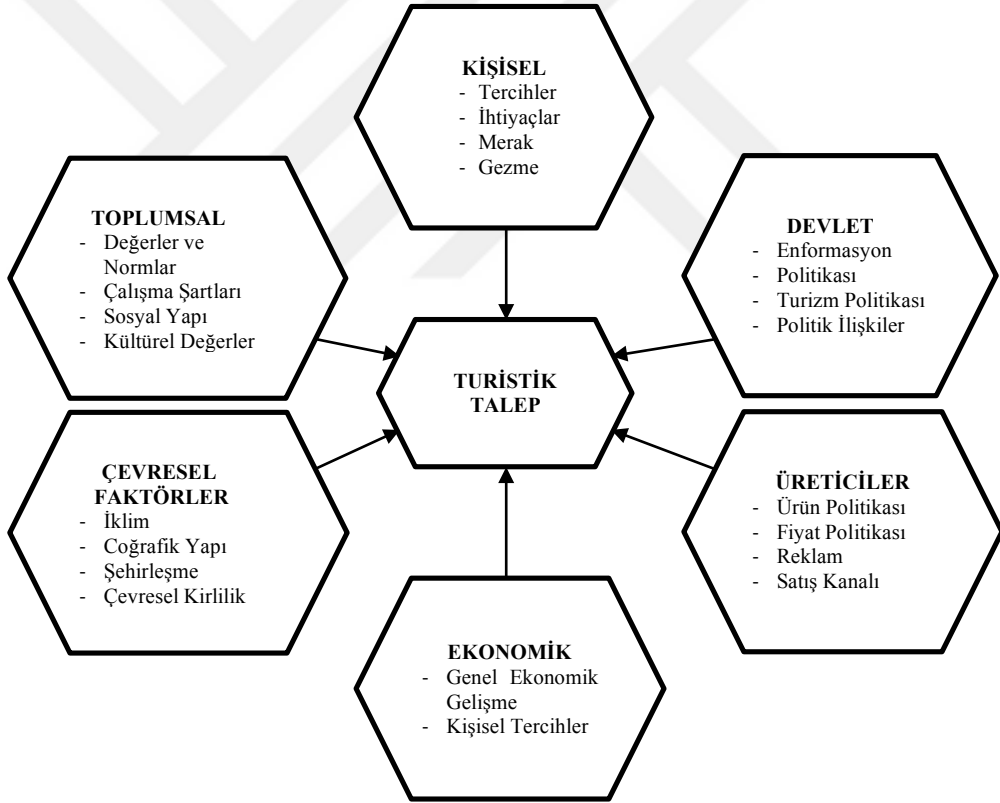 KİŞİSEL
- Tercihler
- İhtiyaçlar
- Merak
- Gezme
TOPLUMSAL
- Değerler ve
Normlar
- Çalışma Şartları
- Sosyal Yapı
- Kültürel Değerler
DEVLET
- Enformasyon
- Politikası
- Turizm Politikası
- Politik İlişkiler
TURİSTİK
TALEP
ÇEVRESEL
FAKTÖRLER
- İklim
- Coğrafik Yapı
- Şehirleşme
- Çevresel Kirlilik
ÜRETİCİLER
- Ürün Politikası
- Fiyat Politikası
- Reklam
- Satış Kanalı
EKONOMİK
- Genel Ekonomik
Gelişme
- Kişisel Tercihler